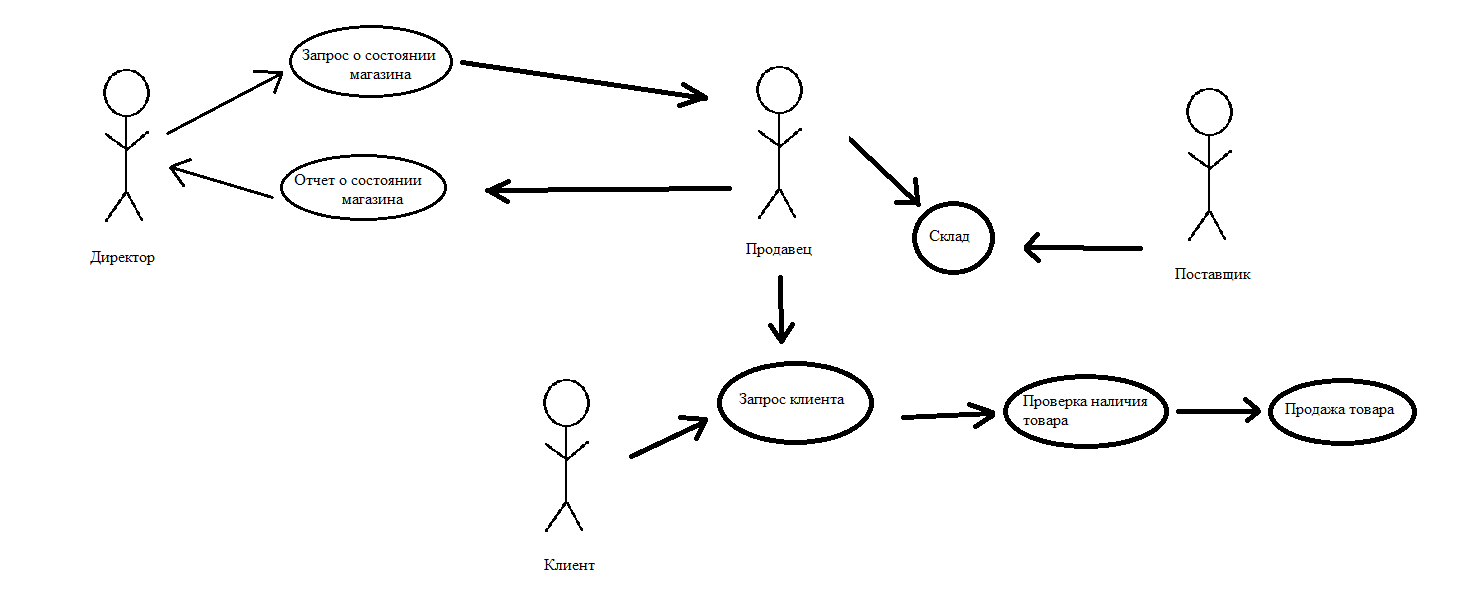 Запрос о состоянии
магазина
Отчет о состоянии
магазина
Директор
Продавец
Склад
Поставщик
Запрос клиента
Проверка наличия
товара
Продажа товара
Клиент